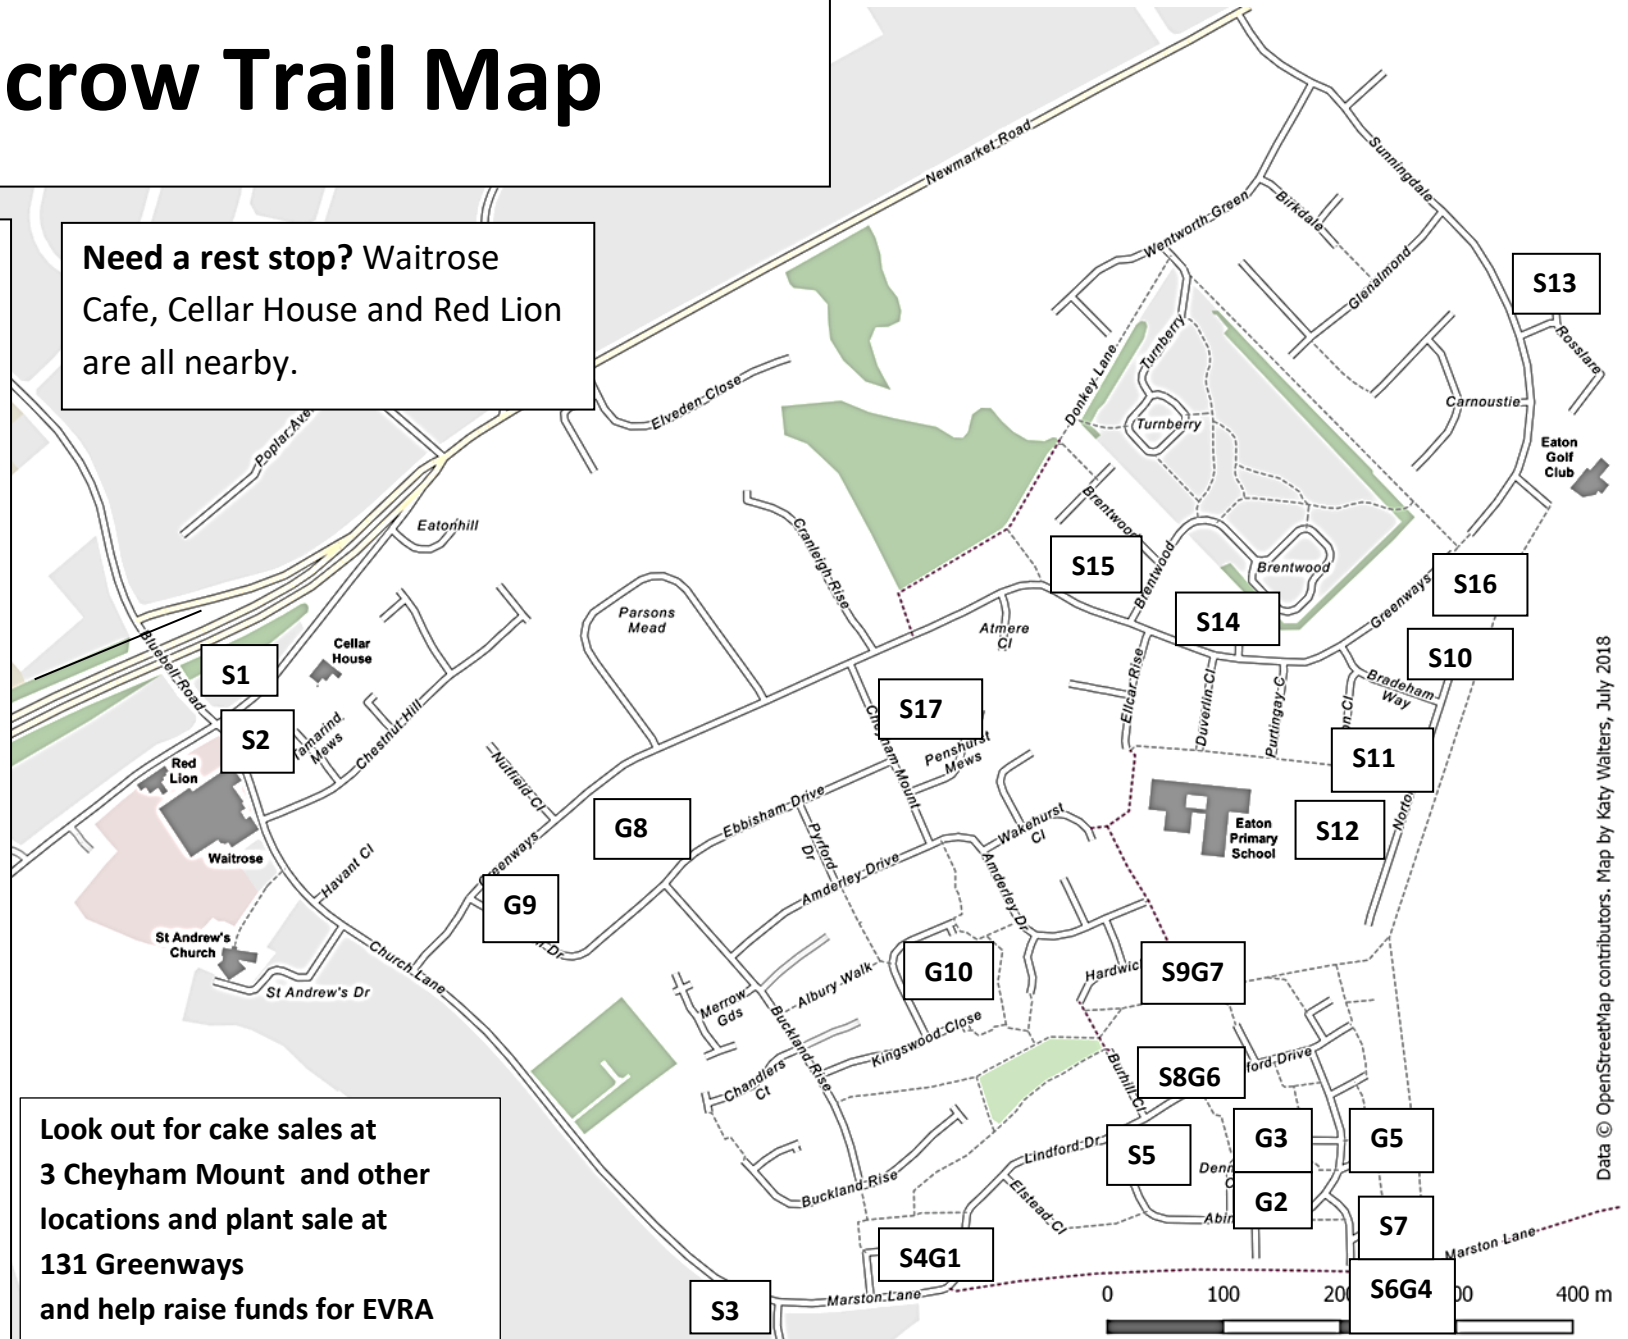 crow Trail Map
Need a rest stop? Waitrose
Cafe, Cellar House and Red Lion
are all nearby.
Newmarket Road
Sunningdale
Wentworth Green
Birkdale
Glenalmond
S13
Rosslare
Carnoustie
Eaton
Golf
Club
Donkey Lane
Turnberry
Turnberry
Elveden Close
Eatonhill
Cranleigh Rise
Brentwood
Brentwood
Brentwood
S15
S14
S16
Greenways
S10
Bradeham
Way
Parsons
Mead
Atmere
Cl
Ellcar Rise
Duverlin Cl
S11
S12
Bluebell Road
S1
Cellar
House
S2
Tamarind
Mews
Chestnut Hill
Red
Lion
Waitrose
Nutfield Cl
S17
Penshurst
Mews
G8
Ebbisham Drive
Pyrford
Dr
Wakehurst
Cl
Eaton
Primary
School
Greenways
G9
Havant Cl
Amderley Drive
Amderley Dr
St Andrew's
Church
St Andrew's Dr
Church Lane
Merrow
Gds
Albury Walk
G10
S9G7
Buckland Rise
Kingswood Close
Chandlers
Ct
Burhill Cl
S8G6
Lindford Dr
S5
G3
G5
G2
S7
Buckland Rise
Elstead Cl
S4G1
S3
Marston Lane
Marston Lane
S6G4
0 100 400 m
Look out for cake sales at
3 Cheyham Mount and other
locations and plant sale at
131 Greenways
and help raise funds for EVRA
Data © OpenStreetMap contributors. Map by Katy Walters, July 2018